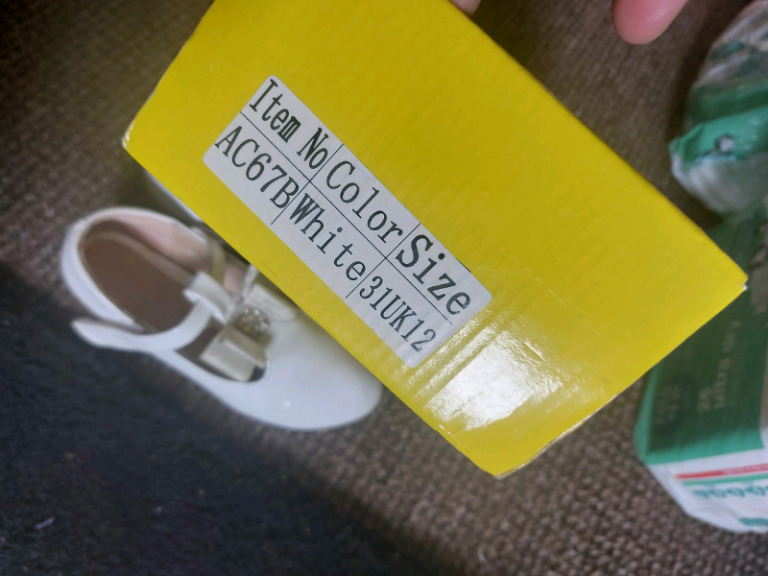 Item No Color Size
AC67B White 31UK12